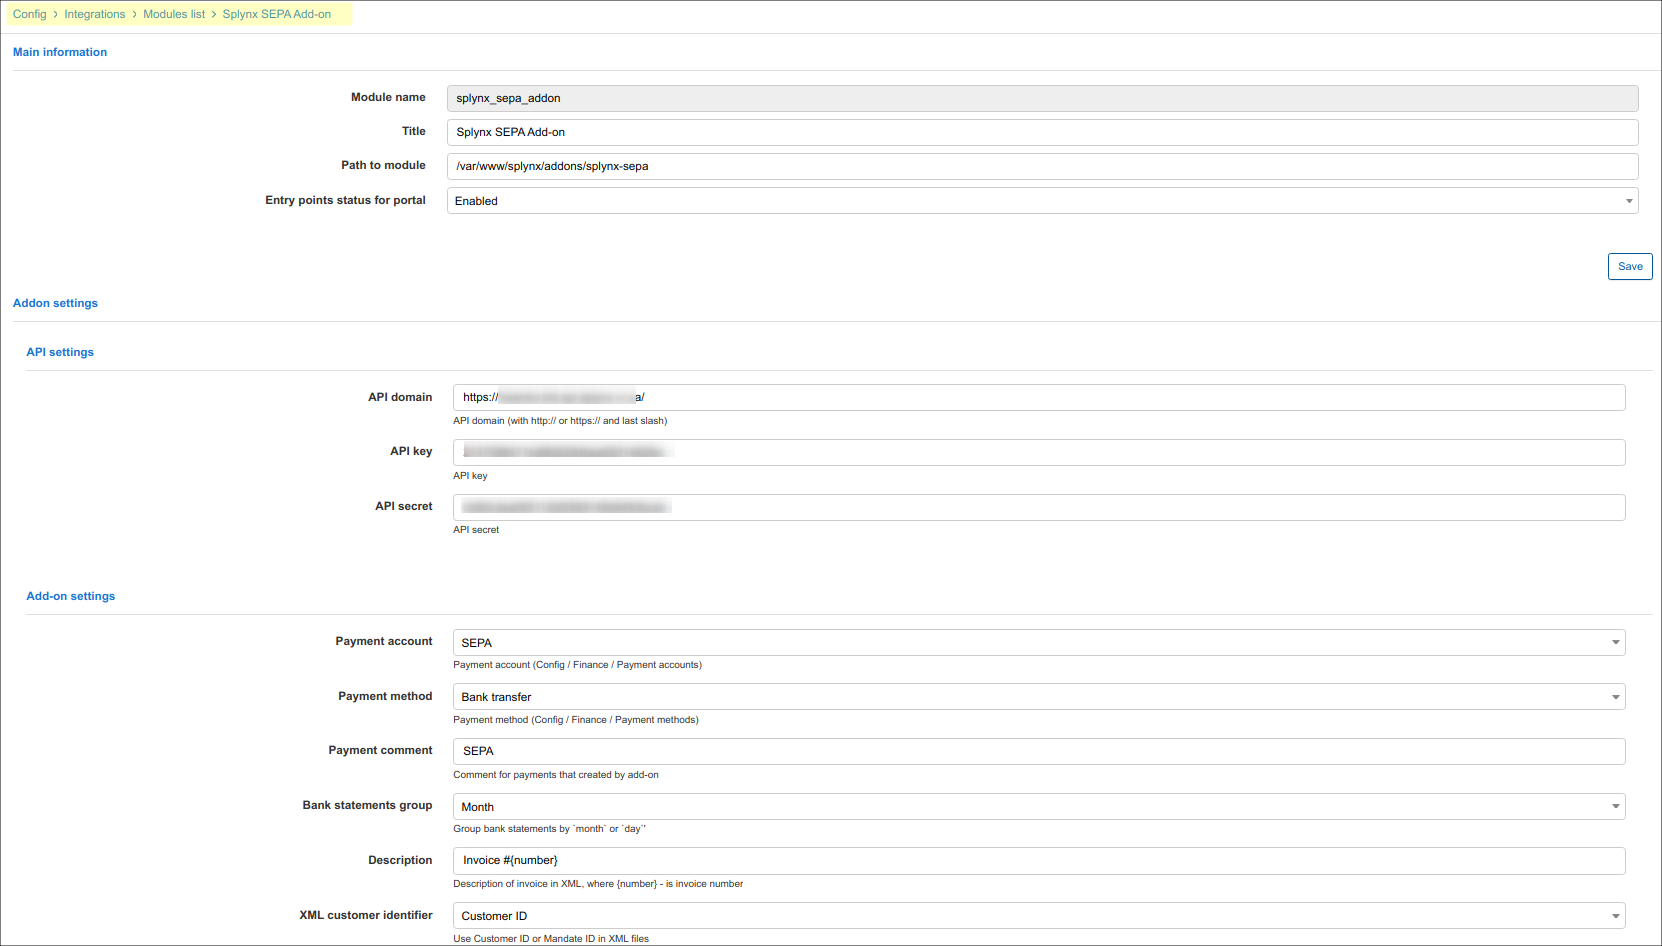 Config > Integrations > Modules list > Splynx SEPA Add-on
Main information
Module name splynx_sepa_addon
Title Splynx SEPA Add-on
Path to module /var/www/splynx/addons/splynx-sepa
Entry points status for portal Enabled
Save
Addon settings
API settings
API domain https:// a/
API domain (with http:// or https:// and last slash)
API key
API key
API secret
API secret
Add-on settings
Payment account SEPA
Payment account (Config / Finance / Payment accounts)
Payment method Bank transfer
Payment method (Config / Finance / Payment methods)
Payment comment SEPA
Comment for payments that created by add-on
Bank statements group Month
Group bank statements by `month` or `day`'
Description Invoice #{number}
Description of invoice in XML, where {number} - is invoice number
XML customer identifier Customer ID
Use Customer ID or Mandate ID in XML files